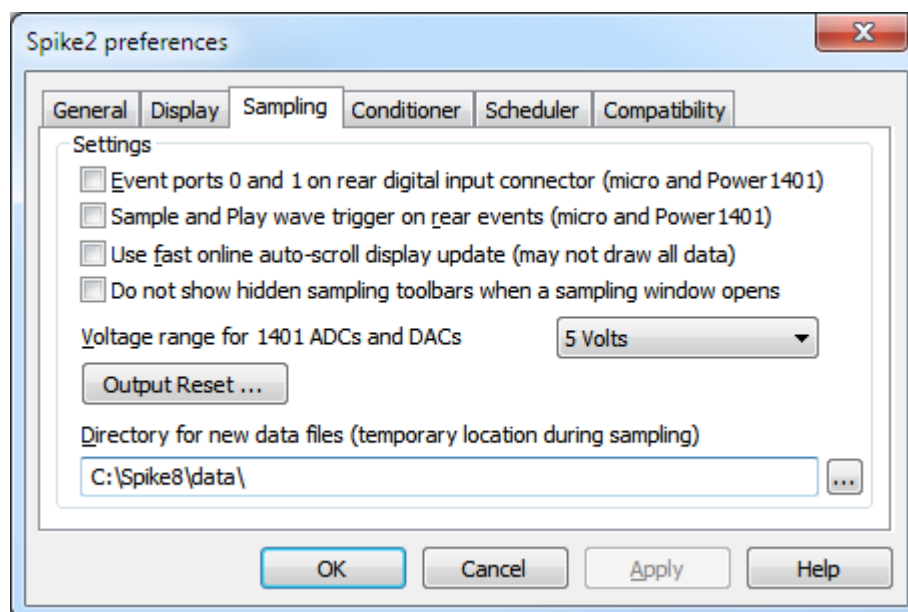 Spike2 preferences
General Display Sampling Conditioner Scheduler Compatibility
Settings
Event ports 0 and 1 on rear digital input connector (micro and Power1401)
Sample and Play wave trigger on rear events (micro and Power1401)
Use fast online auto-scroll display update (may not draw all data)
Do not show hidden sampling toolbars when a sampling window opens
Voltage range for 1401 ADCs and DACs 5 Volts
Output Reset ...
Directory for new data files (temporary location during sampling)
C:\Spike8\data\ ...
OK Cancel Apply Help